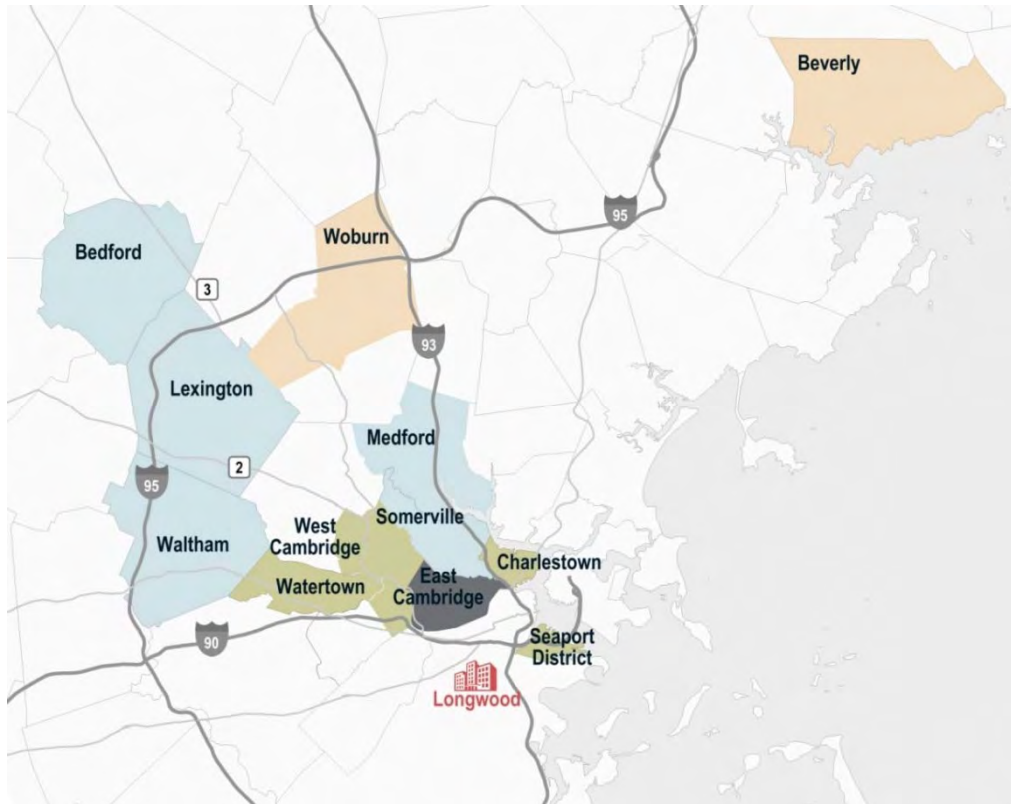 Beverly
95
Woburn
Bedford
3
93
Lexington
Medford
2
95
Somerville
West
Cambridge
Waltham
Charlestown
East
Cambridge
Watertown
Seaport
District
90
Longwood